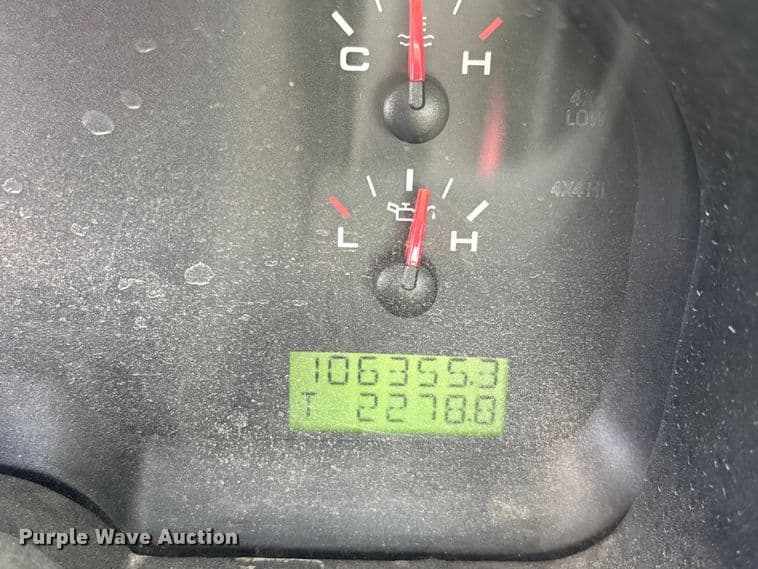 C H
4X4
LOW
4X4 HI
L H
106355.3
T 2278.8
Purple Wave Auction